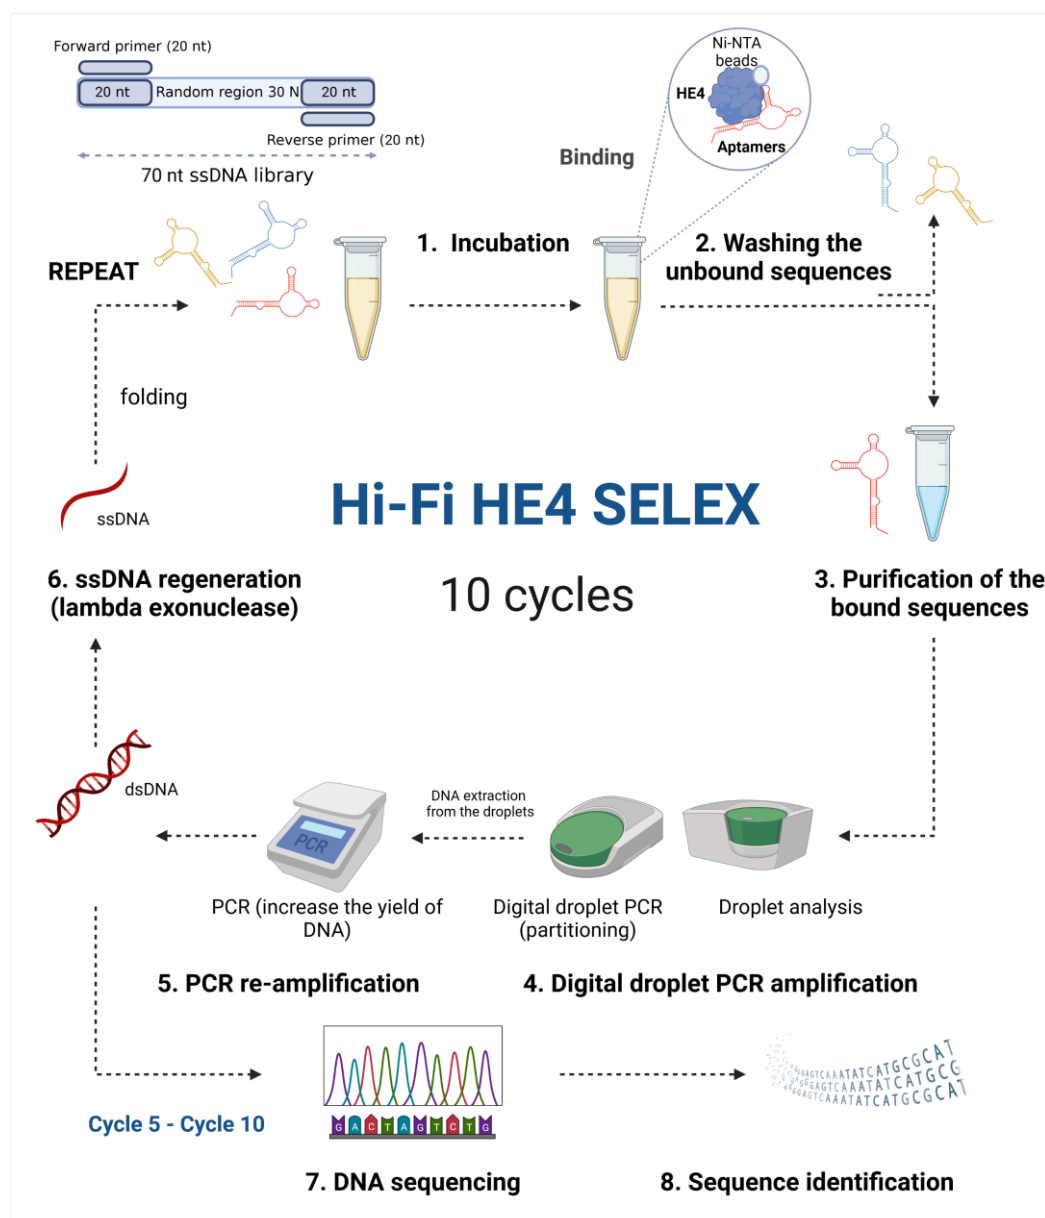 Forward primer (20 nt)
20 nt
Random region 30 N
20 nt
Reverse primer (20 nt)
70 nt ssDNA library
Ni-NTA
beads
HE4
Aptamers
Binding
REPEAT
1. Incubation
2. Washing the
unbound sequences
folding
ssDNA
Hi-Fi HE4 SELEX
10 cycles
6. ssDNA regeneration
(lambda exonuclease)
3. Purification of the
bound sequences
dsDNA
DNA extraction
from the droplets
PCR
PCR (increase the yield of
DNA)
Digital droplet PCR
(partitioning)
Droplet analysis
5. PCR re-amplification
4. Digital droplet PCR amplification
Cycle 5 - Cycle 10
G A C T A G T C T G
GAGTCAAATATCATGCGCAT
GAGTCAAATATCATGCG
GGAGTCAAATATCATGCGCAT
7. DNA sequencing
8. Sequence identification